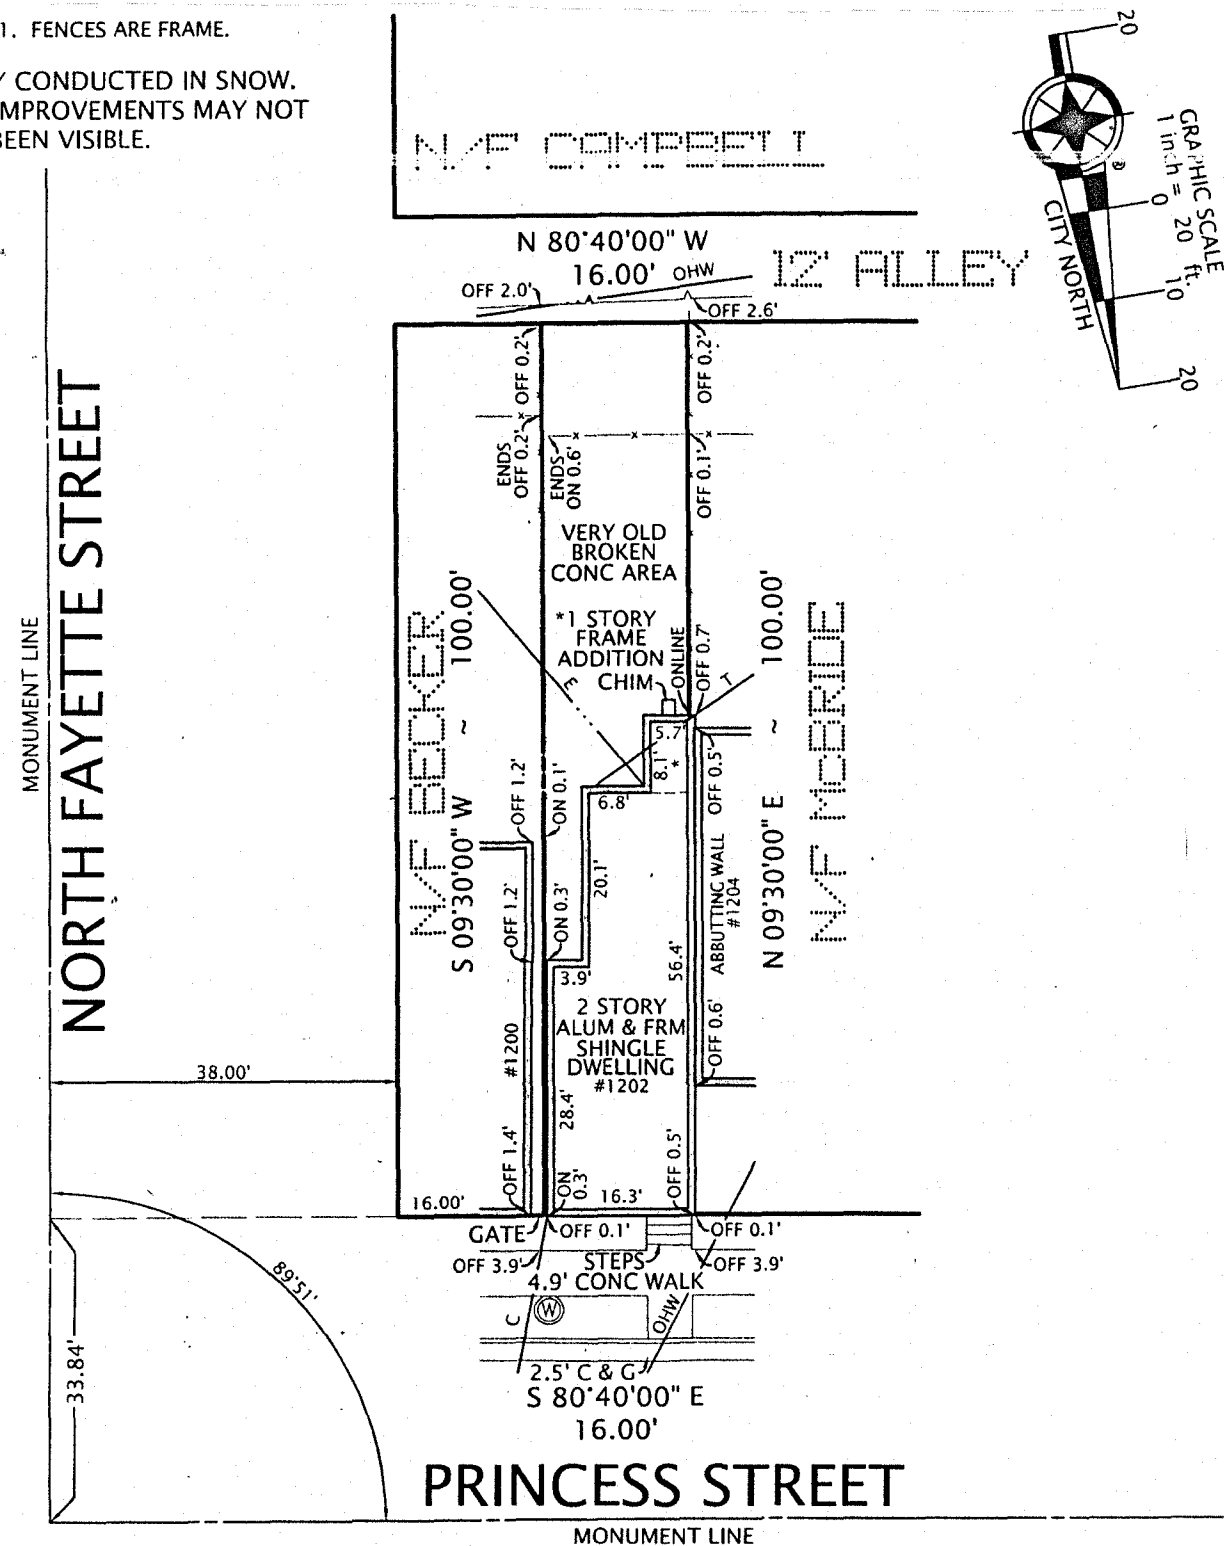 1. FENCES ARE FRAME.
Y CONDUCTED IN SNOW.
MPROVEMENTS MAY NOT
BEEN VISIBLE.
N/F CAMPBELL
20
GRAPHIC SCALE
1 inch = 20 ft.
0
10
20
CITY NORTH
N 80°40'00" W
16.00'
OHW
12' ALLEY
OFF 2.0'
OFF 2.6'
OFF 0.2'
OFF 0.2'
ENDS
OFF 0.2'
ENDS
ON 0.6'
OFF 0.1'
VERY OLD
BROKEN
CONC AREA
*1 STORY
FRAME
ADDITION
CHIM
ONLINE
OFF 0.7'
E
T
NORTH FAYETTE STREET
MONUMENT LINE
N/F BECKER
S 09°30'00" W ~ 100.00'
N 09°30'00" E ~ 100.00'
N/F MCBRIDE
5.7'
8.1'
*
6.8'
OFF 1.2'
ON 0.1'
OFF 0.5'
20.1'
OFF 1.2'
ON 0.3'
ABBUTTING WALL
#1204
3.9'
56.4'
2 STORY
ALUM & FRM
SHINGLE
DWELLING
#1202
#1200
OFF 0.6'
38.00'
28.4'
OFF 1.4'
ON
0.3'
16.3'
OFF 0.5'
16.00'
GATE
OFF 0.1'
OFF 0.1'
OFF 3.9'
STEPS
OFF 3.9'
4.9' CONC WALK
C
W
OHW
2.5' C & G
S 80°40'00" E
16.00'
89°51'
33.84'
PRINCESS STREET
MONUMENT LINE